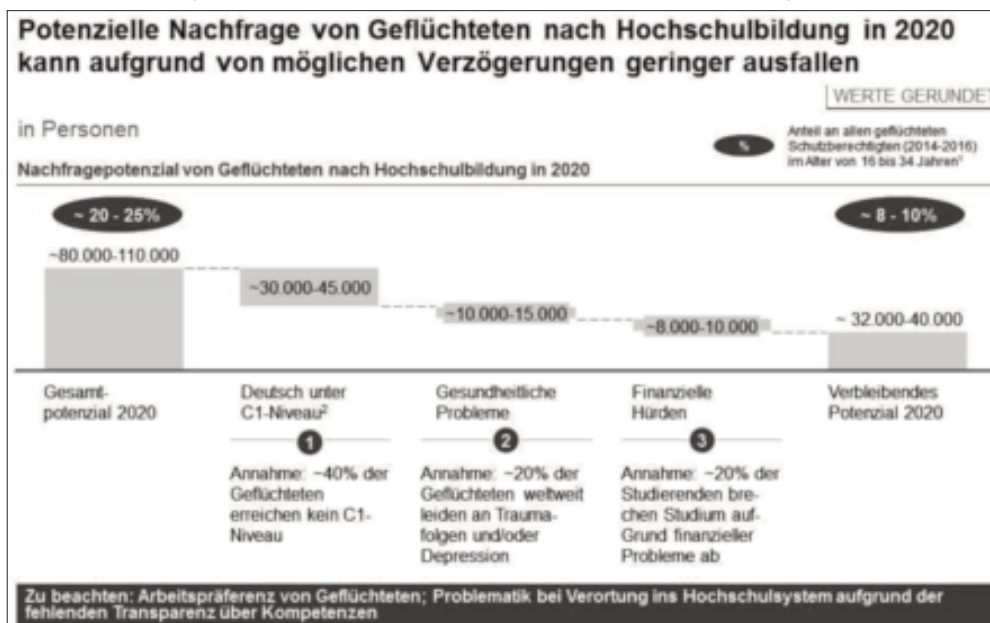 Potenzielle Nachfrage von Geflüchteten nach Hochschulbildung in 2020
kann aufgrund von möglichen Verzögerungen geringer ausfallen
WERTE GERUNDET
in Personen
%
Anteil an allen geflüchteten
Schutzberechtigten (2014-2016)
im Alter von 16 bis 34 Jahren¹
Nachfragepotenzial von Geflüchteten nach Hochschulbildung in 2020
~ 20 - 25%
~ 8 - 10%
~80.000-110.000
~30.000-45.000
~10.000-15.000
~8.000-10.000
~ 32.000-40.000
Gesamt-
potenzial 2020
Deutsch unter
C1-Niveau²
Gesundheitliche
Probleme
Finanzielle
Hürden
Verbleibendes
Potenzial 2020
1
Annahme: ~40% der
Geflüchteten
erreichen kein C1-
Niveau
2
Annahme: ~20% der
Geflüchteten weltweit
leiden an Trauma-
folgen und/oder
Depression
3
Annahme: ~20% der
Studierenden bre-
chen Studium auf-
Grund finanzieller
Probleme ab
Zu beachten: Arbeitspräferenz von Geflüchteten; Problematik bei Verortung ins Hochschulsystem aufgrund der
fehlenden Transparenz über Kompetenzen